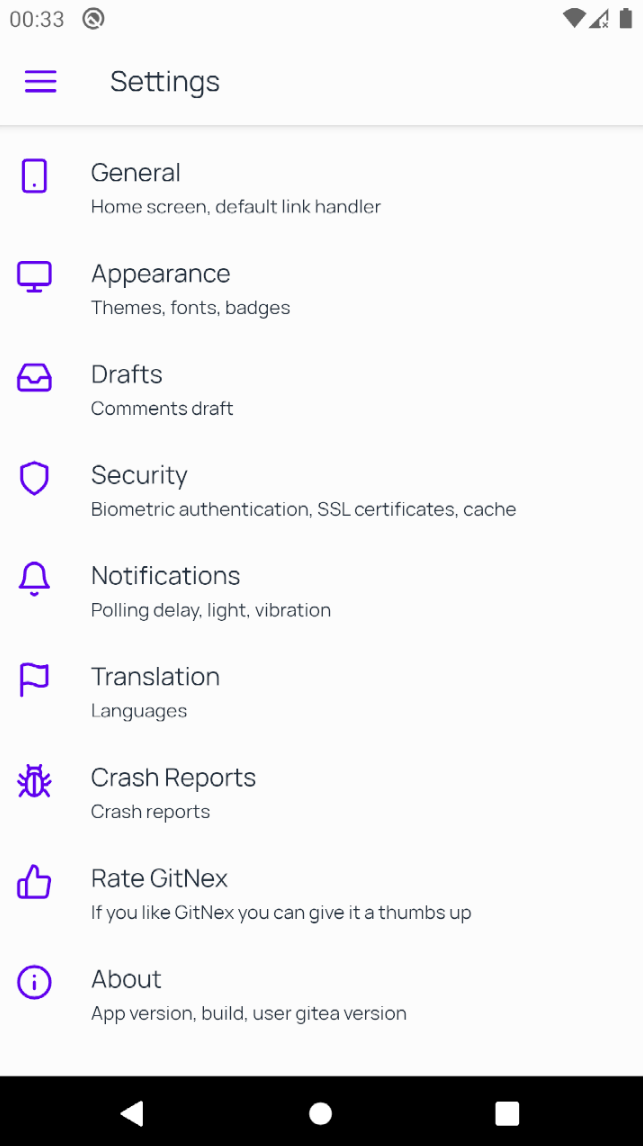 00:33
Settings
General
Home screen, default link handler
Appearance
Themes, fonts, badges
Drafts
Comments draft
Security
Biometric authentication, SSL certificates, cache
Notifications
Polling delay, light, vibration
Translation
Languages
Crash Reports
Crash reports
Rate GitNex
If you like GitNex you can give it a thumbs up
About
App version, build, user gitea version